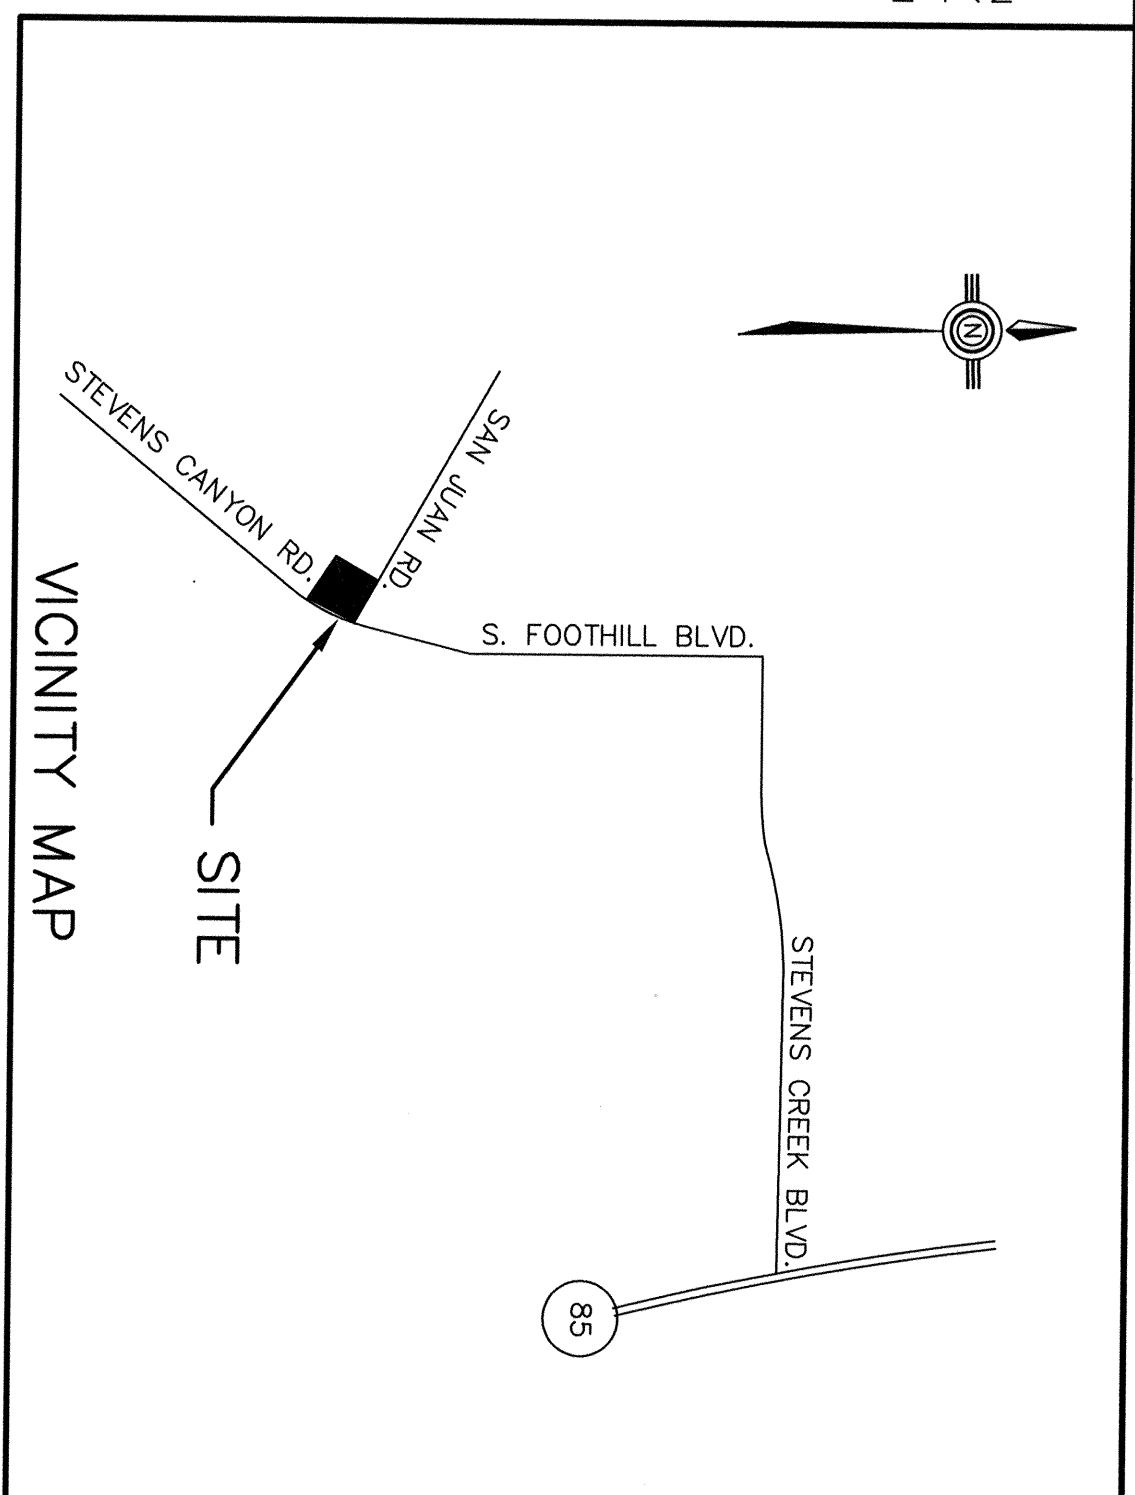 N
SAN JUAN RD.
STEVENS CANYON RD.
S. FOOTHILL BLVD.
STEVENS CREEK BLVD.
85
SITE
VICINITY MAP